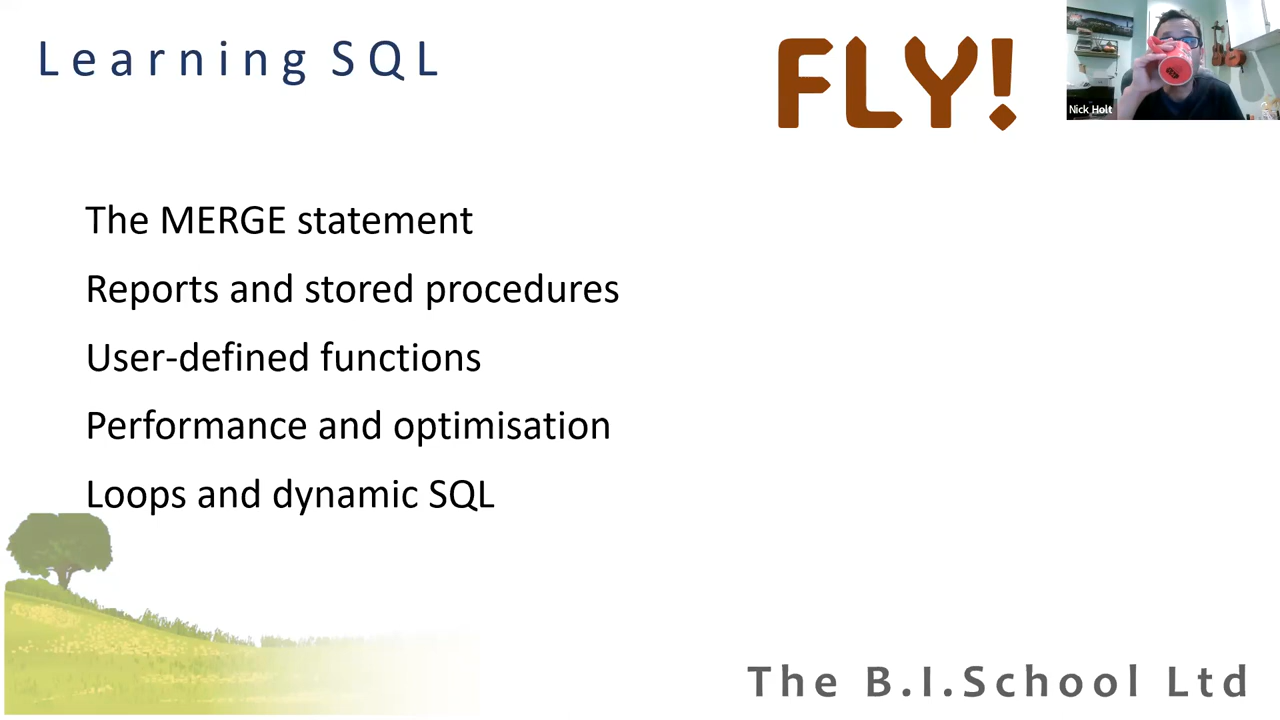 Learning SQL
FLY!
Nick Holt
The MERGE statement
Reports and stored procedures
User-defined functions
Performance and optimisation
Loops and dynamic SQL
The B.I.School Ltd